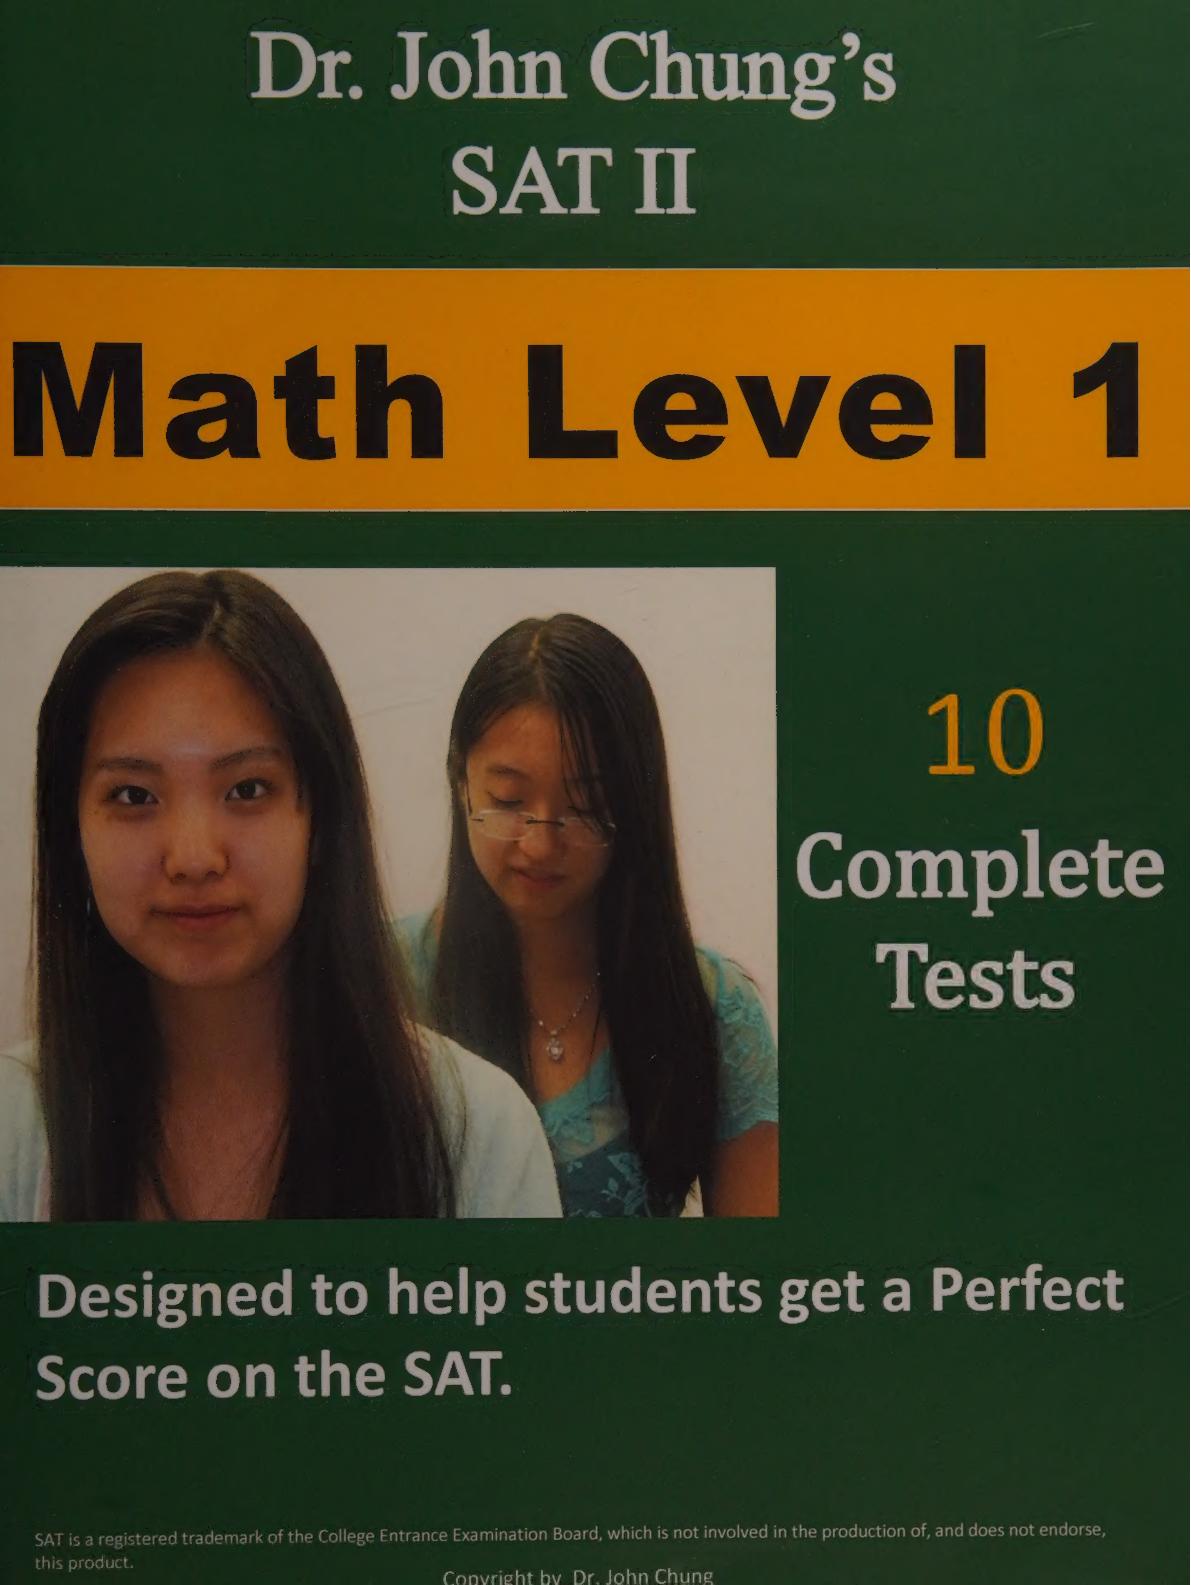 Dr. John Chung's
SAT II
Math Level 1
10
Complete
Tests
Designed to help students get a Perfect
Score on the SAT.
SAT is a registered trademark of the College Entrance Examination Board, which is not involved in the production of, and does not endorse,
this product.
Copyright by Dr. John Chung